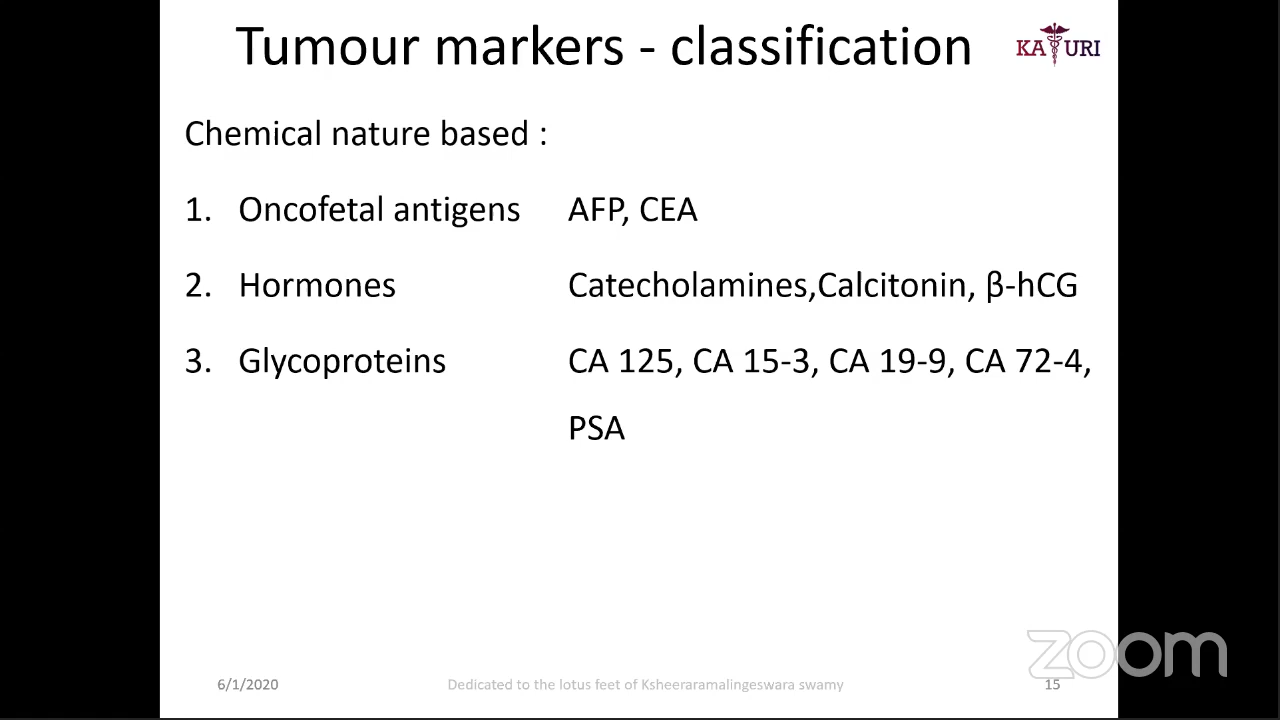 Tumour markers - classification
KATURI
Chemical nature based :
1. Oncofetal antigens AFP, CEA
2. Hormones Catecholamines,Calcitonin, β-hCG
3. Glycoproteins CA 125, CA 15-3, CA 19-9, CA 72-4,
PSA
zoom
6/1/2020 Dedicated to the lotus feet of Ksheeraramalingeswara swamy 15